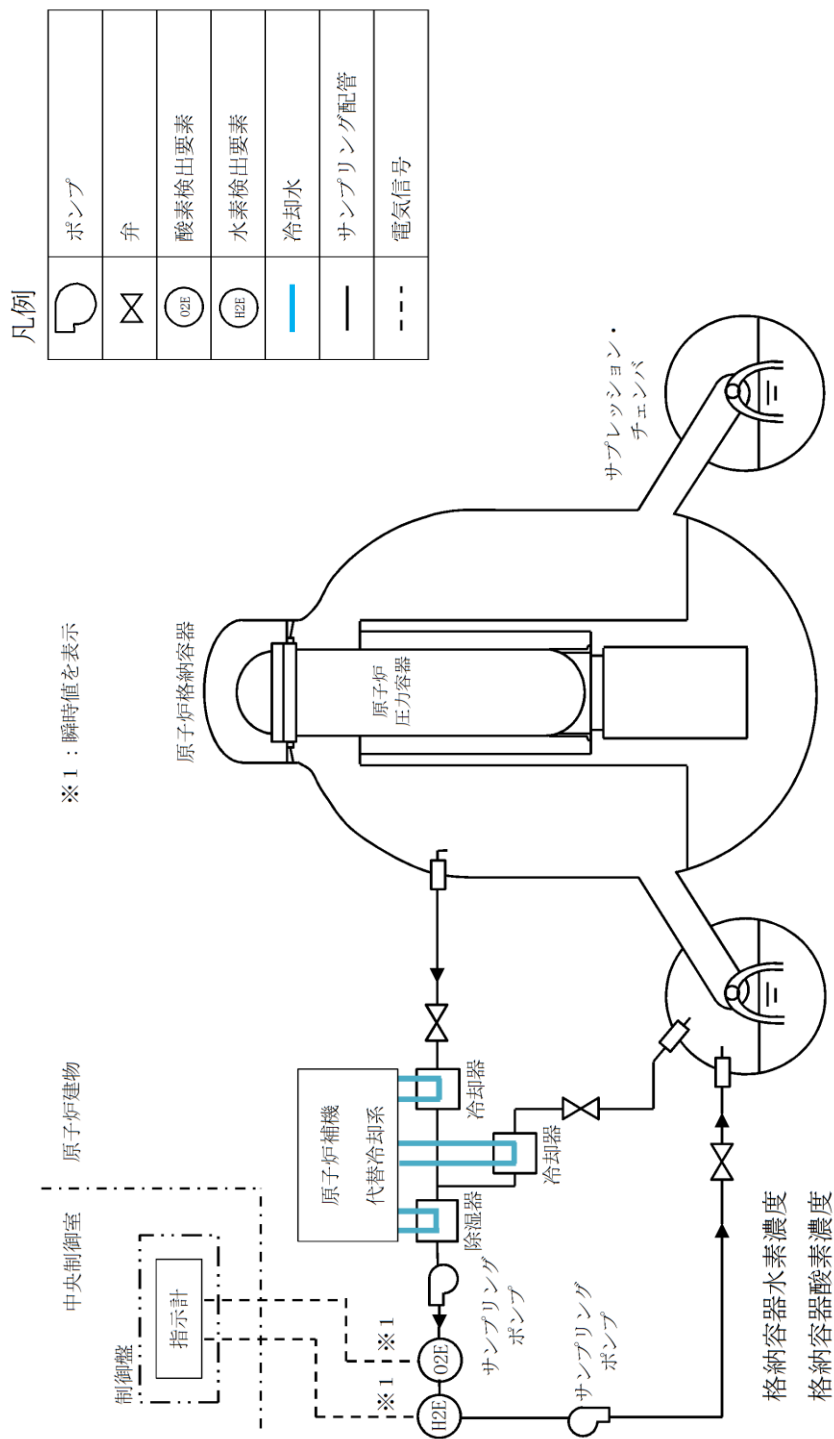 凡例
ポンプ
弁
O2E
酸素検出要素
H2E
水素検出要素
冷却水
サンプリング配管
電気信号
※1：瞬時値を表示
中央制御室
原子炉建物
制御盤
指示計
※1
※1
H2E
O2E
サンプリング
ポンプ
サンプリング
ポンプ
除湿器
冷却器
冷却器
原子炉補機
代替冷却系
原子炉格納容器
原子炉
圧力容器
サプレッション・
チェンバ
格納容器水素濃度
格納容器酸素濃度